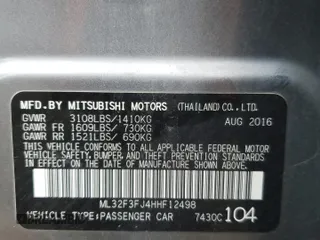 MFD.BY MITSUBISHI MOTORS (THAILAND) CO.,LTD.
GVWR 3108LBS/1410KG
GAWR FR 1609LBS/ 730KG AUG 2016
GAWR RR 1521LBS/ 690KG
THIS VEHICLE CONFORMS TO ALL APPLICABLE
FEDERAL MOTOR VEHICLE SAFETY, BUMPER,
AND THEFT PREVENTION STANDARDS
IN EFFECT ON THE DATE OF MANUFACTURE
SHOWN ABOVE.
ML32F3FJ4HHF12498
VEHICLE TYPE:PASSENGER CAR 7430C 104